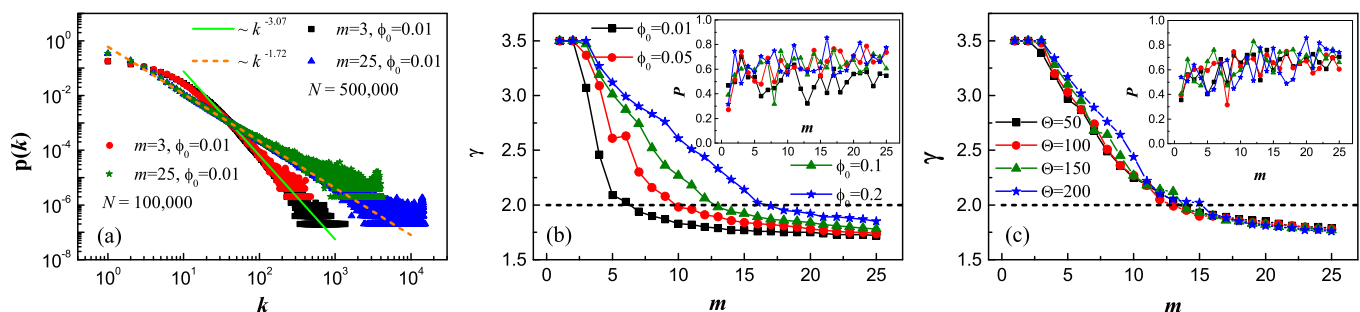 ~ k^-3.07
~ k^-1.72
m=3, ϕ0=0.01
m=25, ϕ0=0.01
N = 500,000
m=3, ϕ0=0.01
m=25, ϕ0=0.01
N = 100,000
(a)
p(k)
10^0
10^-2
10^-4
10^-6
10^-8
10^0 10^1 10^2 10^3 10^4
k
ϕ0=0.01
ϕ0=0.05
ϕ0=0.1
ϕ0=0.2
(b)
γ
3.5
3.0
2.5
2.0
1.5
0 5 10 15 20 25
m
P
1.0
0.8
0.6
0.4
0.2
0.0
0 5 10 15 20 25
m
Θ=50
Θ=100
Θ=150
Θ=200
(c)
γ
3.5
3.0
2.5
2.0
1.5
0 5 10 15 20 25
m
P
1.0
0.8
0.6
0.4
0.2
0.0
0 5 10 15 20 25
m